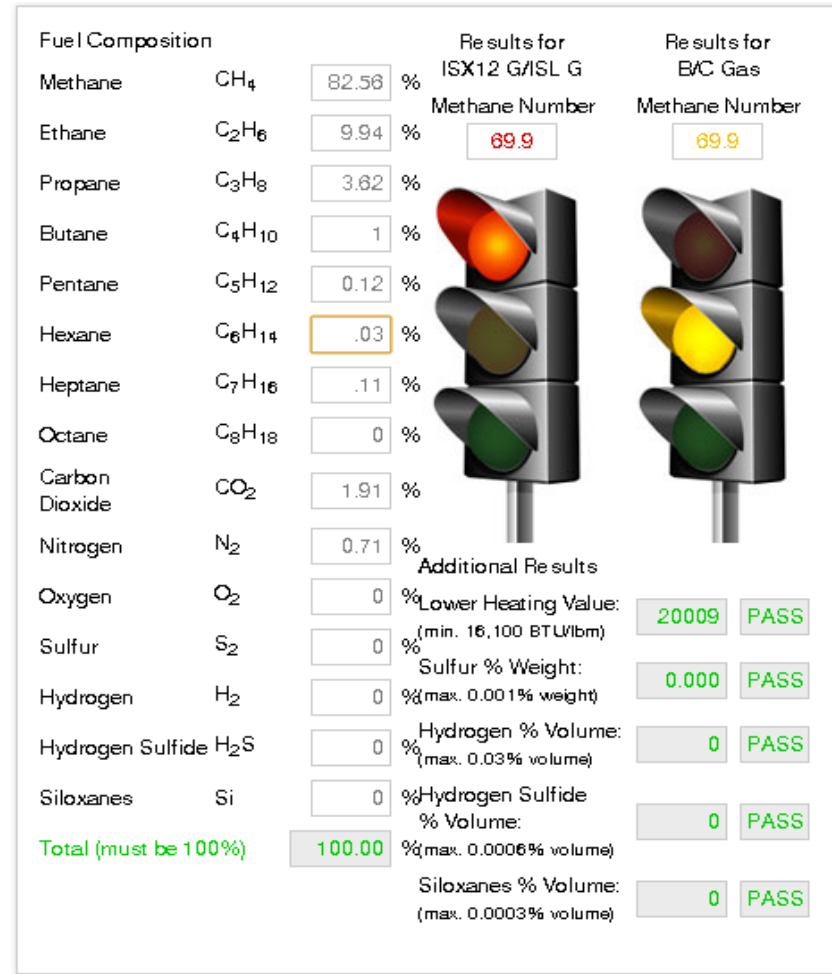 Fuel Composition
Methane CH4 82.56 %
Ethane C2H6 9.94 %
Propane C3H8 3.62 %
Butane C4H10 1 %
Pentane C5H12 0.12 %
Hexane C6H14 .03 %
Heptane C7H16 .11 %
Octane C8H18 0 %
Carbon
Dioxide CO2 1.91 %
Nitrogen N2 0.71 %
Oxygen O2 0 %
Sulfur S2 0 %
Hydrogen H2 0 %
Hydrogen Sulfide H2S 0 %
Siloxanes Si 0 %
Total (must be 100%) 100.00 %
Results for
ISX12 G/ISL G
Methane Number
69.9
Results for
B/C Gas
Methane Number
69.9
Additional Results
Lower Heating Value: 20009 PASS
(min. 16,100 BTU/lbm)
Sulfur % Weight: 0.000 PASS
(max. 0.001% weight)
Hydrogen % Volume: 0 PASS
(max. 0.03% volume)
Hydrogen Sulfide
% Volume: 0 PASS
(max. 0.0006% volume)
Siloxanes % Volume: 0 PASS
(max. 0.0003% volume)